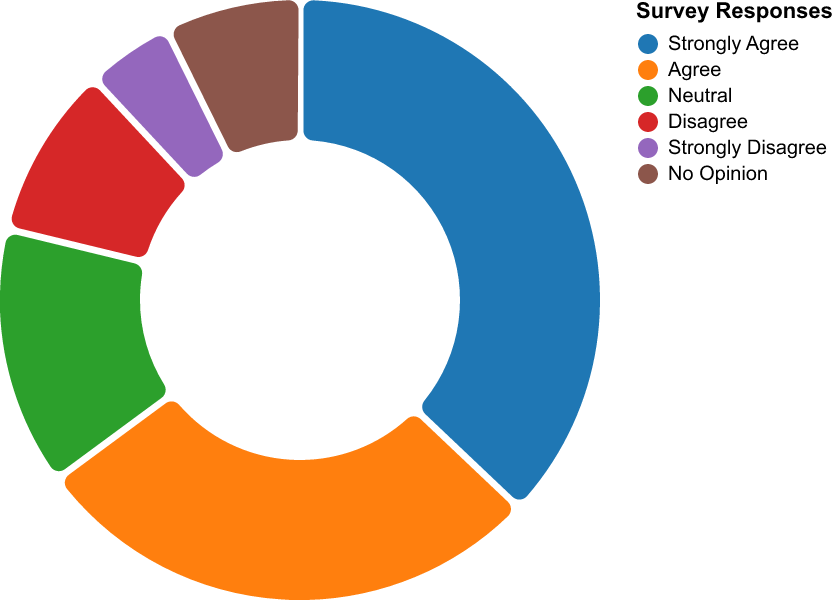 Survey Responses
Strongly Agree
Agree
Neutral
Disagree
Strongly Disagree
No Opinion